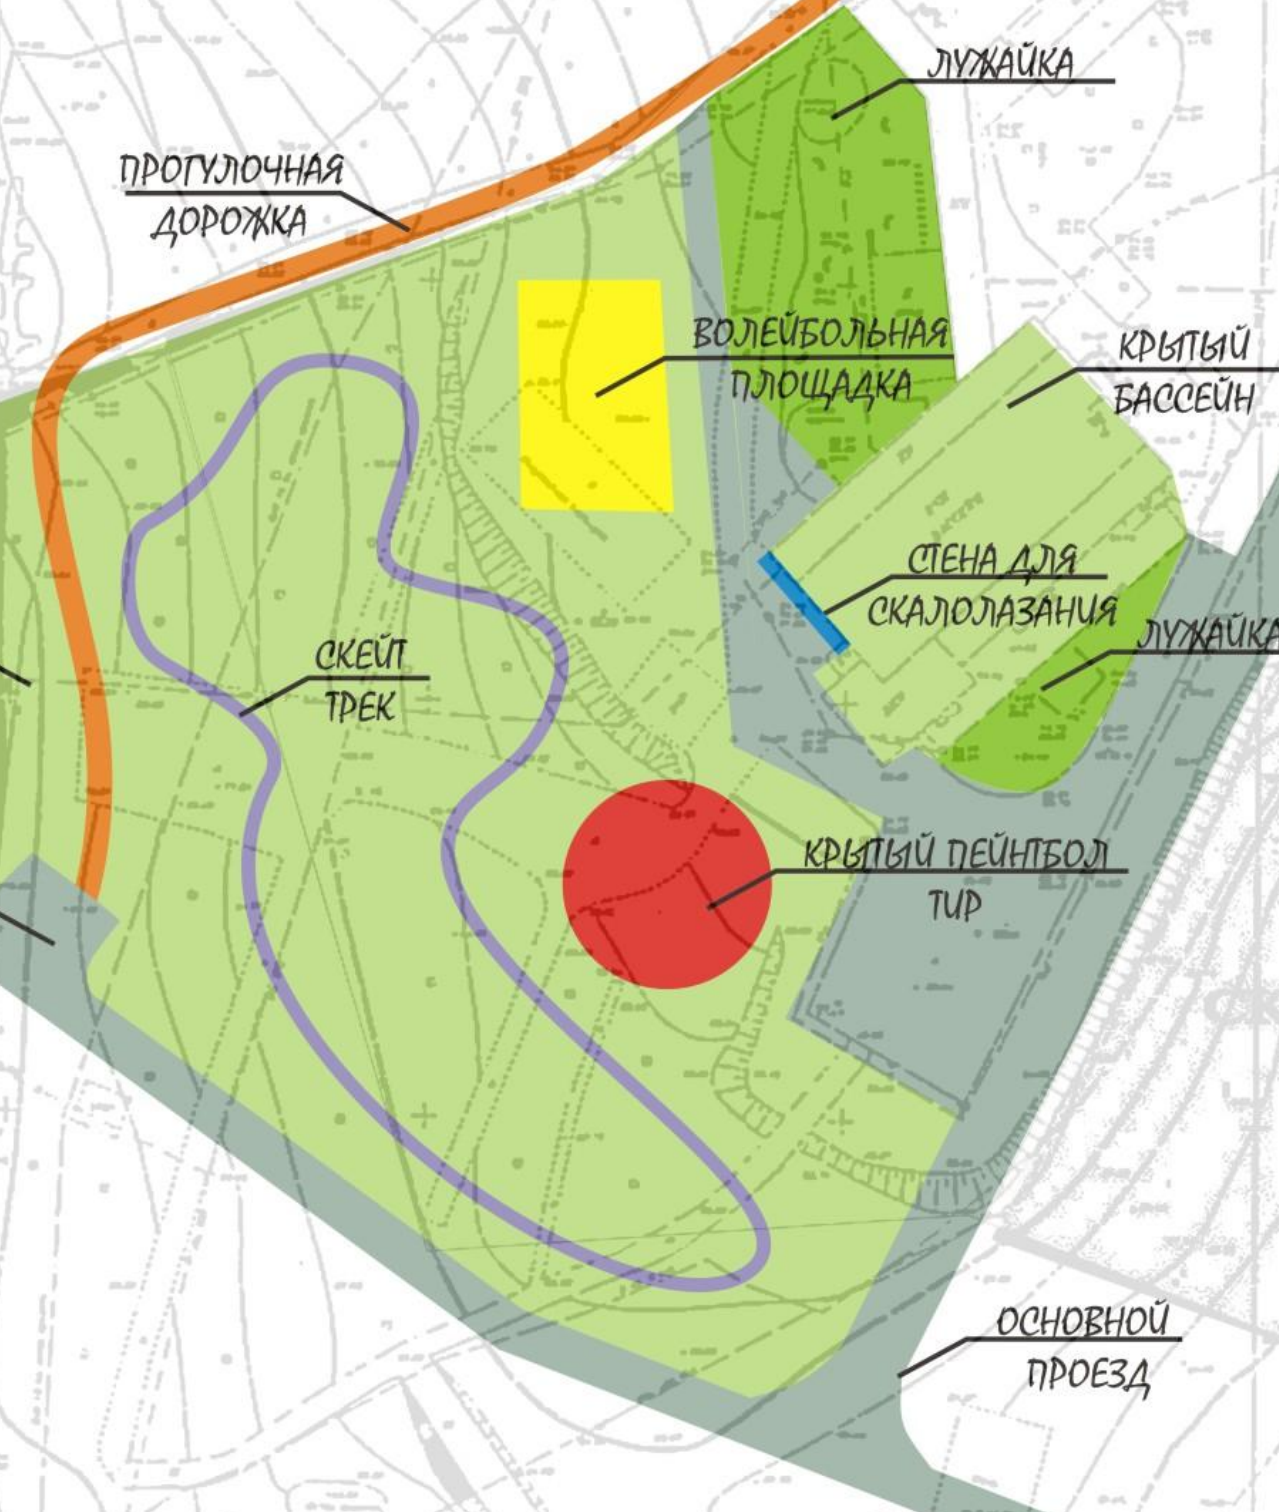 ЛУЖАЙКА
ПРОГУЛОЧНАЯ
ДОРОЖКА
ВОЛЕЙБОЛЬНАЯ
ПЛОЩАДКА
КРЫТЫЙ
БАССЕЙН
СТЕНА ДЛЯ
СКАЛОЛАЗАНИЯ
ЛУЖАЙКА
СКЕЙТ
ТРЕК
КРЫТЫЙ ПЕЙНТБОЛ
ТИР
ОСНОВНОЙ
ПРОЕЗД